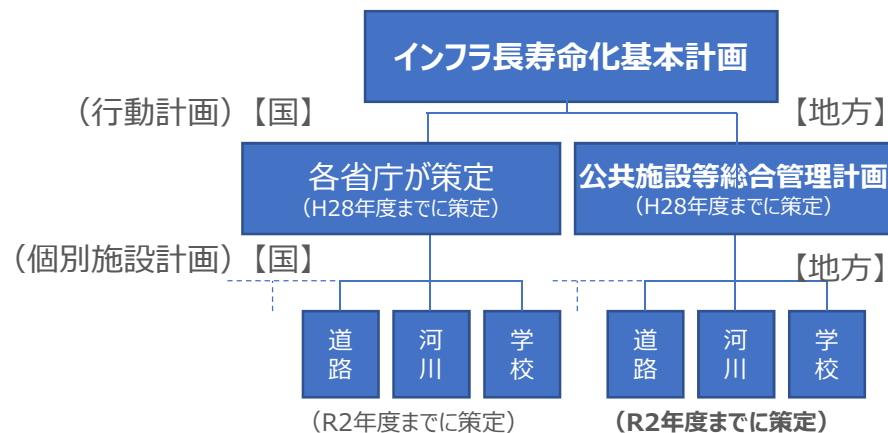 インフラ長寿命化基本計画
(行動計画)【国】
【地方】
各省庁が策定
(H28年度までに策定)
公共施設等総合管理計画
(H28年度までに策定)
(個別施設計画)【国】
【地方】
道路
河川
学校
道路
河川
学校
(R2年度までに策定)
(R2年度までに策定)